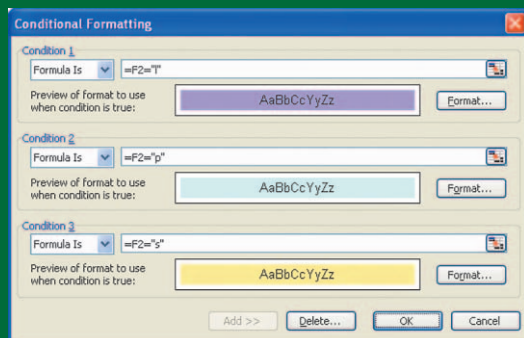 Conditional Formatting
Condition 1
Formula Is =F2="l"
Preview of format to use
when condition is true:
AaBbCcYyZz
Format...
Condition 2
Formula Is =F2="p"
Preview of format to use
when condition is true:
AaBbCcYyZz
Format...
Condition 3
Formula Is =F2="s"
Preview of format to use
when condition is true:
AaBbCcYyZz
Format...
Add >> Delete... OK Cancel